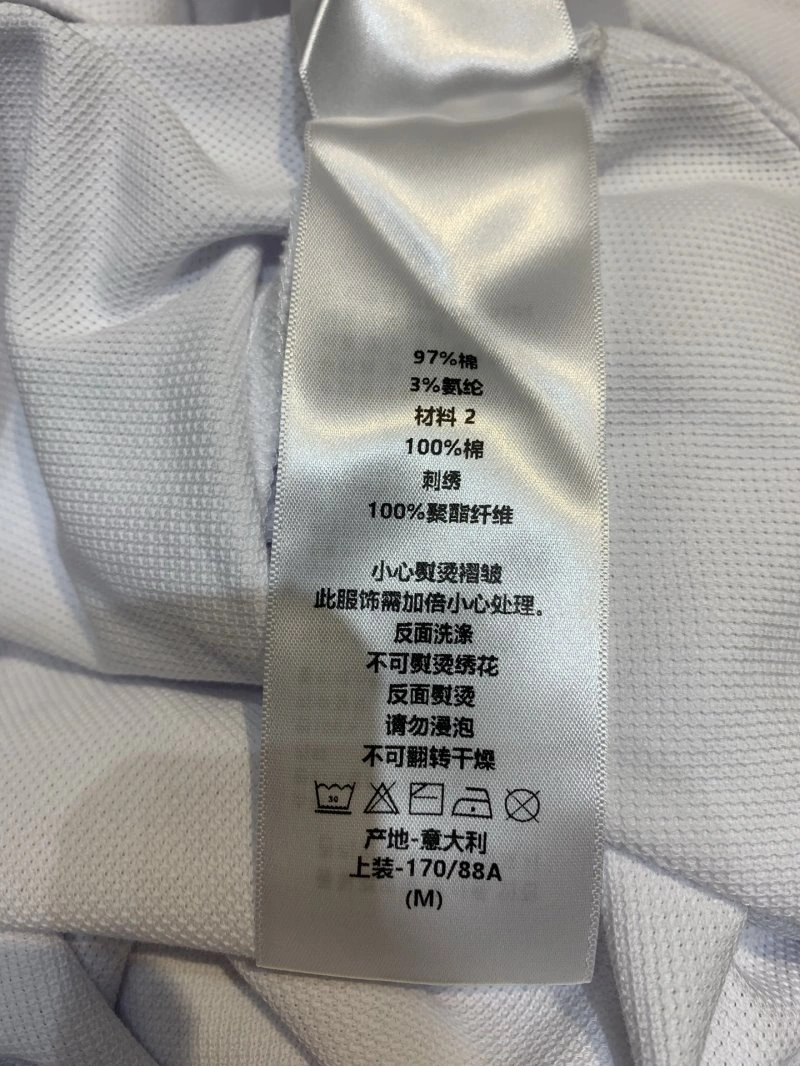 97%棉
3%氨纶
材料 2
100%棉
刺绣
100%聚酯纤维
小心熨烫褶皱
此服饰需加倍小心处理。
反面洗涤
不可熨烫绣花
反面熨烫
请勿浸泡
不可翻转干燥
30
产地-意大利
上装-170/88A
(M)